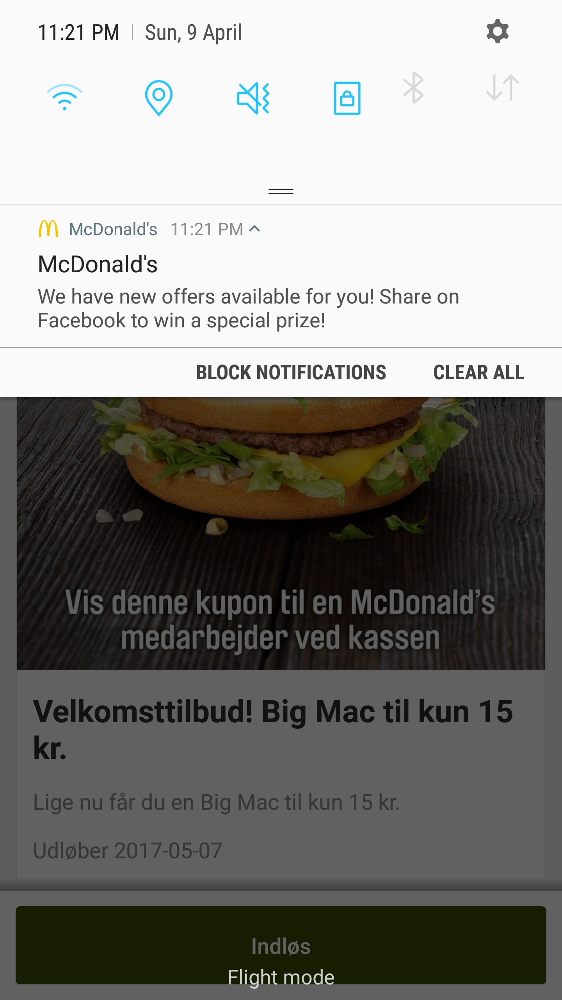 11:21 PM | Sun, 9 April
McDonald's 11:21 PM
McDonald's
We have new offers available for you! Share on
Facebook to win a special prize!
BLOCK NOTIFICATIONS CLEAR ALL
Vis denne kupon til en McDonald’s
medarbejder ved kassen
Velkomsttilbud! Big Mac til kun 15
kr.
Lige nu får du en Big Mac til kun 15 kr.
Udløber 2017-05-07
Indløs
Flight mode